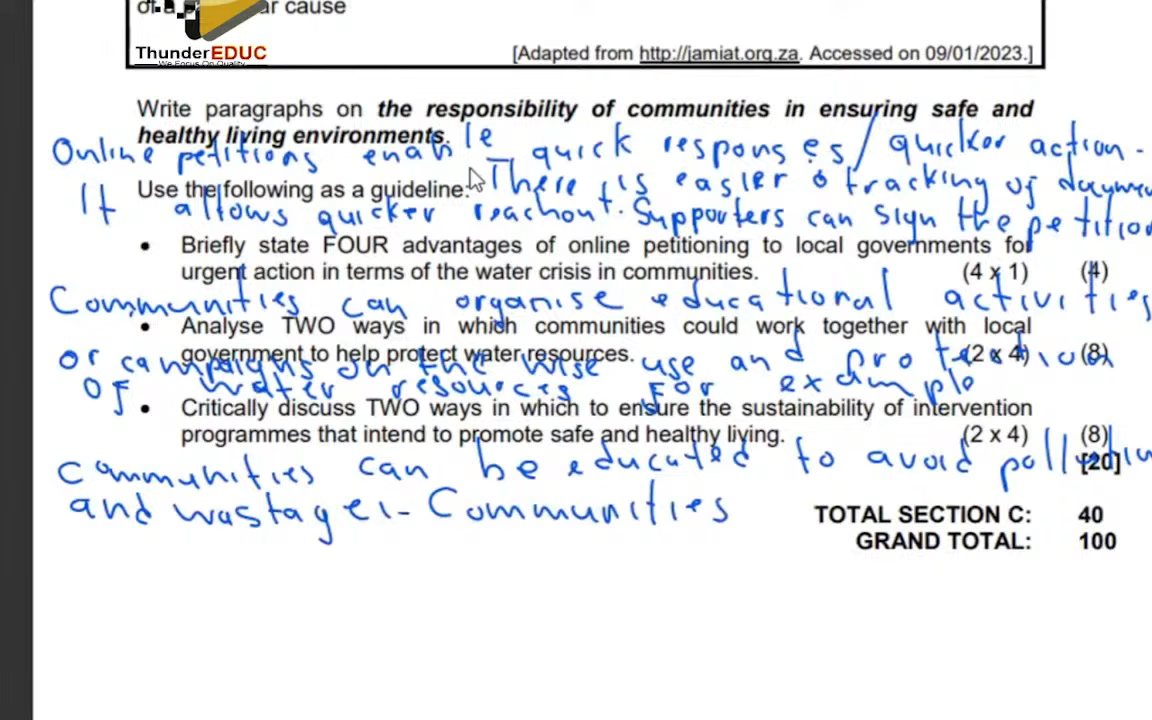 of a particular cause
ThunderEDUC
We Focus On Quality
[Adapted from http://jamiat.org.za. Accessed on 09/01/2023.]
Write paragraphs on the responsibility of communities in ensuring safe and
healthy living environments.
Online petitions enable quick responses/quicker action.
Use the following as a guideline:
There is easier tracking of
It allows quicker reachout. Supporters can sign the petition
• Briefly state FOUR advantages of online petitioning to local governments for
urgent action in terms of the water crisis in communities. (4 x 1) (4)
Communities can organise educational activities
• Analyse TWO ways in which communities could work together with local
government to help protect water resources. (2 x 4) (8)
or campaigns on the wise use and protection
of water resources for example
• Critically discuss TWO ways in which to ensure the sustainability of intervention
programmes that intend to promote safe and healthy living. (2 x 4) (8)
[20]
communities can be educated to avoid pollution
and wastage. - Communities
TOTAL SECTION C: 40
GRAND TOTAL: 100